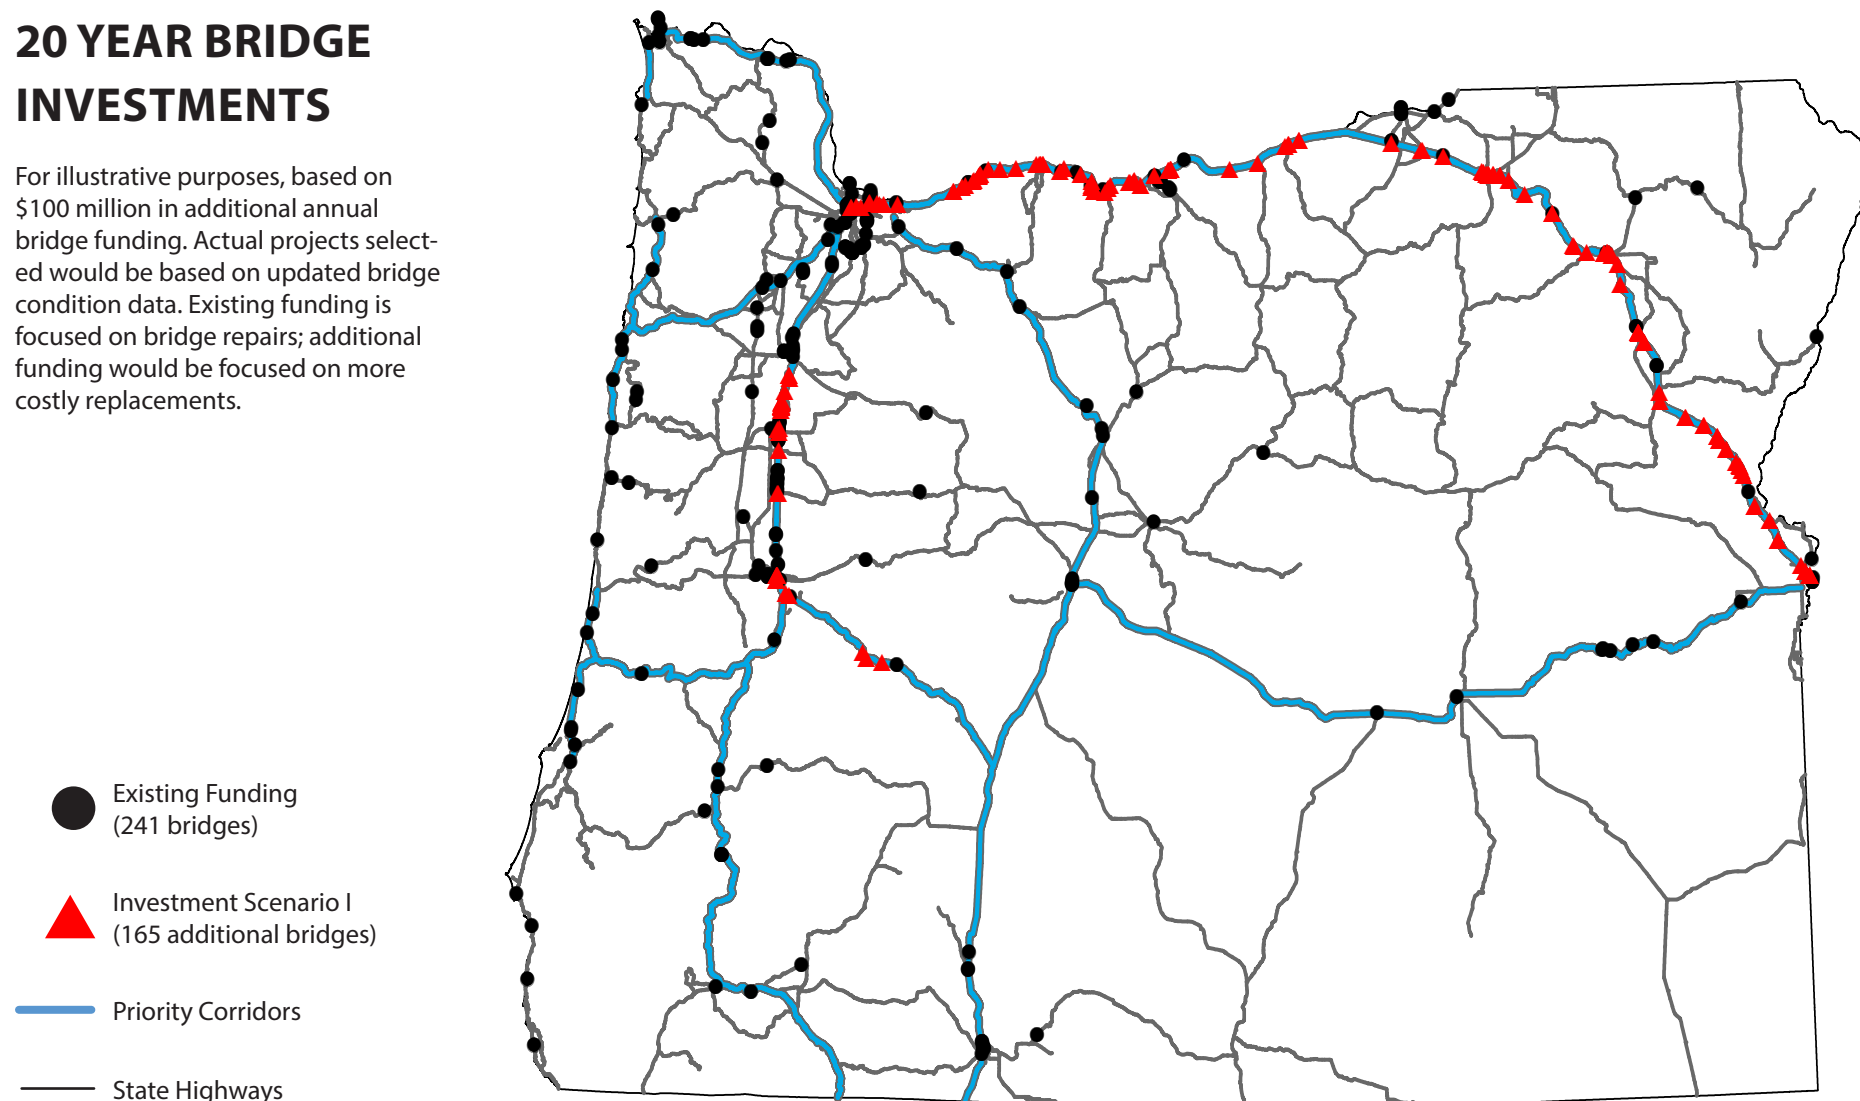 20 YEAR BRIDGE
INVESTMENTS
For illustrative purposes, based on
$100 million in additional annual
bridge funding. Actual projects select-
ed would be based on updated bridge
condition data. Existing funding is
focused on bridge repairs; additional
funding would be focused on more
costly replacements.
Existing Funding
(241 bridges)
Investment Scenario I
(165 additional bridges)
Priority Corridors
State Highways